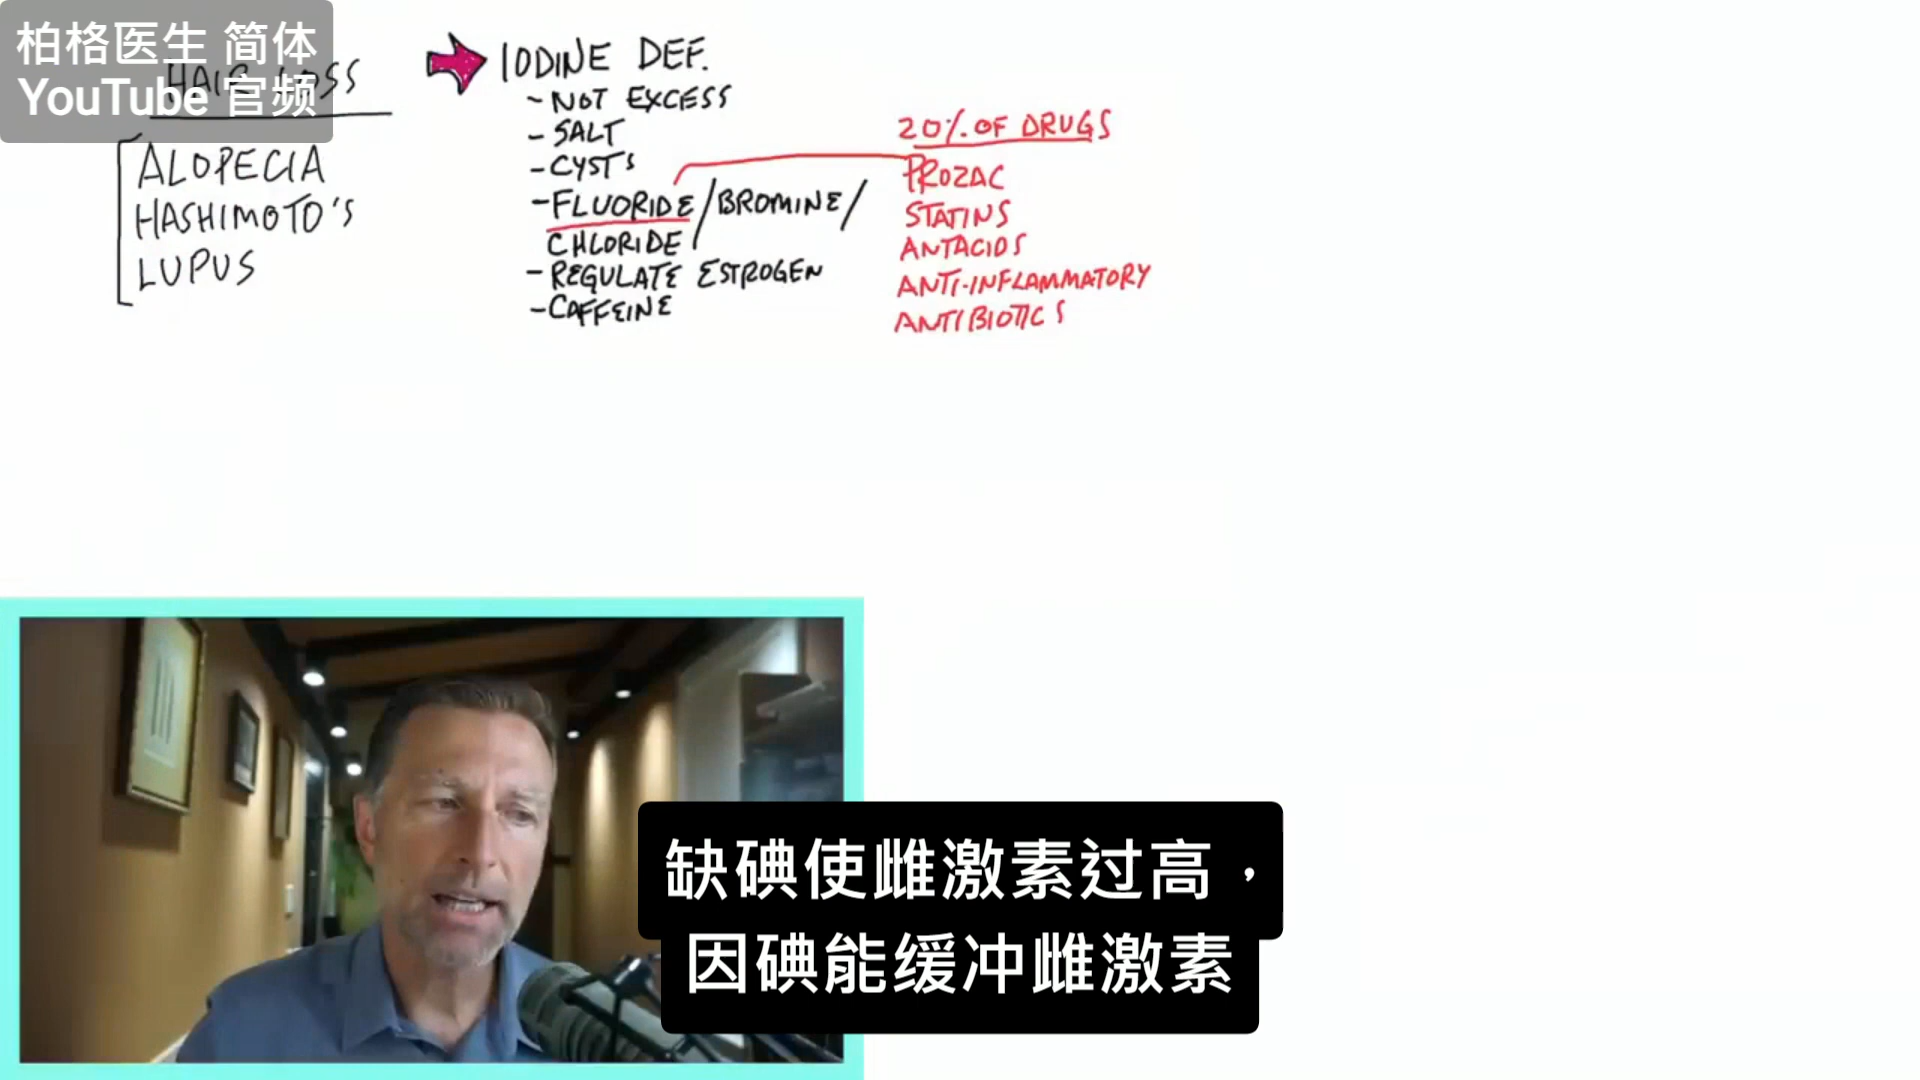 柏格医生 简体
YouTube 官频
HAIR LOSS
ALOPECIA
HASHIMOTO'S
LUPUS
IODINE DEF.
- NOT EXCESS
- SALT
- CYSTS
- FLUORIDE / BROMINE /
CHLORIDE
- REGULATE ESTROGEN
- CAFFEINE
20% OF DRUGS
PROZAC
STATINS
ANTACIDS
ANTI-INFLAMMATORY
ANTIBIOTICS
缺碘使雌激素过高，
因碘能缓冲雌激素